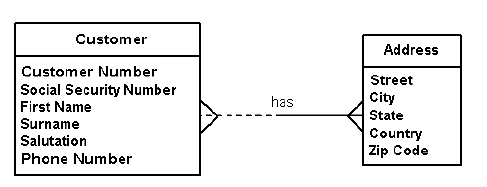 Customer
Customer Number
Social Security Number
First Name
Surname
Salutation
Phone Number
has
Address
Street
City
State
Country
Zip Code